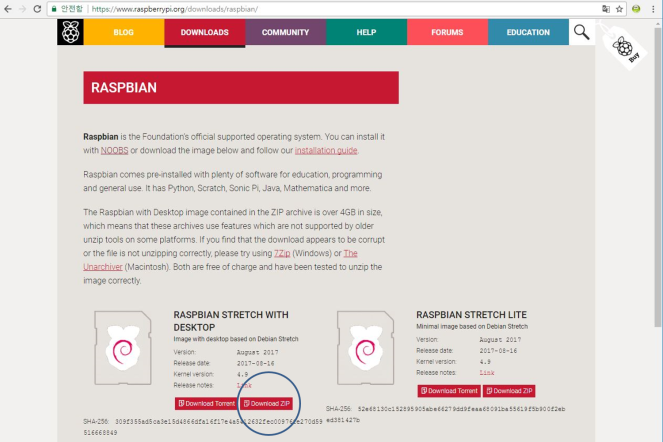 안전함 | https://www.raspberrypi.org/downloads/raspbian/
BLOG DOWNLOADS COMMUNITY HELP FORUMS EDUCATION
Buy
RASPBIAN
Raspbian is the Foundation's official supported operating system. You can install it
with NOOBS or download the image below and follow our installation guide.
Raspbian comes pre-installed with plenty of software for education, programming
and general use. It has Python, Scratch, Sonic Pi, Java, Mathematica and more.
The Raspbian with Desktop image contained in the ZIP archive is over 4GB in size,
which means that these archives use features which are not supported by older
unzip tools on some platforms. If you find that the download appears to be corrupt
or the file is not unzipping correctly, please try using 7Zip (Windows) or The
Unarchiver (Macintosh). Both are free of charge and have been tested to unzip the
image correctly.
RASPBIAN STRETCH WITH
DESKTOP
Image with desktop based on Debian Stretch
Version: August 2017
Release date: 2017-08-16
Kernel version: 4.9
Release notes: Link
Download Torrent Download ZIP
SHA-256:
516668849
RASPBIAN STRETCH LITE
Minimal image based on Debian Stretch
Version: August 2017
Release date: 2017-08-16
Kernel version: 4.9
Release notes: Link
Download Torrent Download ZIP
SHA-256:
ed381427b